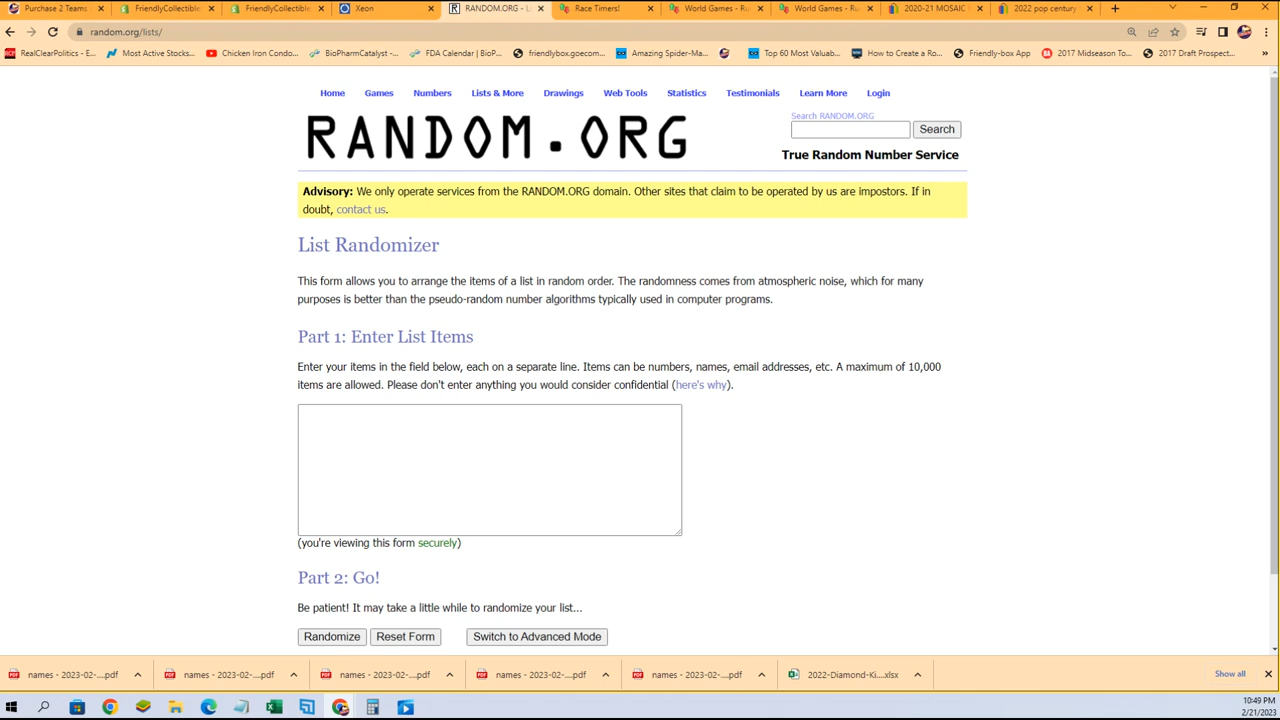 Purchase 2 Teams
FriendlyCollectible
FriendlyCollectible
Xeon
RANDOM.ORG - L
Race Timers!
World Games - Ru
World Games - Ru
2020-21 MOSAIC
2022 pop century
random.org/lists/
RealClearPolitics - E...
Most Active Stocks...
Chicken Iron Condo...
BioPharmCatalyst -...
FDA Calendar | BioP...
friendlybox.goecom...
Amazing Spider-Ma...
Top 60 Most Valuab...
How to Create a Ro...
Friendly-box App
2017 Midseason To...
2017 Draft Prospect...
»
Home Games Numbers Lists & More Drawings Web Tools Statistics Testimonials Learn More Login
RANDOM.ORG
Search RANDOM.ORG
Search
True Random Number Service
Advisory: We only operate services from the RANDOM.ORG domain. Other sites that claim to be operated by us are impostors. If in
doubt, contact us.
List Randomizer
This form allows you to arrange the items of a list in random order. The randomness comes from atmospheric noise, which for many
purposes is better than the pseudo-random number algorithms typically used in computer programs.
Part 1: Enter List Items
Enter your items in the field below, each on a separate line. Items can be numbers, names, email addresses, etc. A maximum of 10,000
items are allowed. Please don't enter anything you would consider confidential (here's why).
(you're viewing this form securely)
Part 2: Go!
Be patient! It may take a little while to randomize your list...
Randomize Reset Form Switch to Advanced Mode
names - 2023-02-....pdf
names - 2023-02-....pdf
names - 2023-02-....pdf
names - 2023-02-....pdf
names - 2023-02-....pdf
2022-Diamond-Ki....xlsx
Show all
10:49 PM
2/21/2023